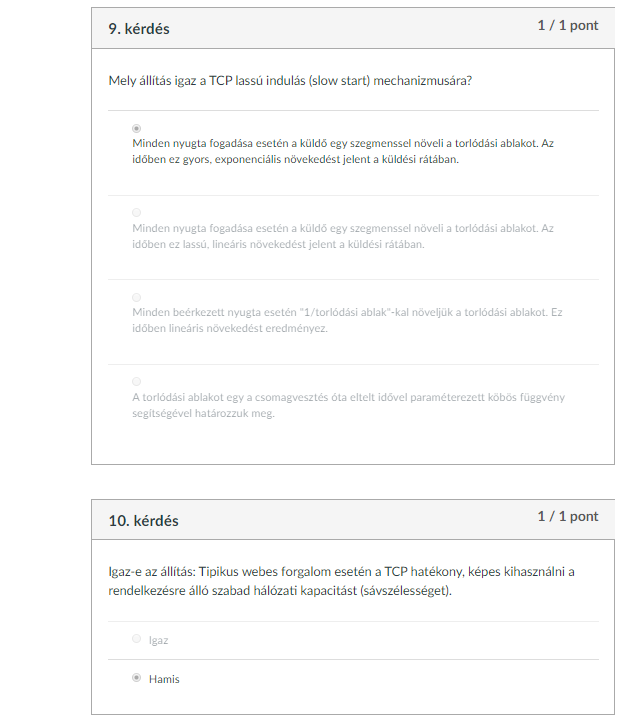 9. kérdés
1 / 1 pont
Mely állítás igaz a TCP lassú indulás (slow start) mechanizmusára?
Minden nyugta fogadása esetén a küldő egy szegmenssel növeli a torlódási ablakot. Az
időben ez gyors, exponenciális növekedést jelent a küldési rátában.
Minden nyugta fogadása esetén a küldő egy szegmenssel növeli a torlódási ablakot. Az
időben ez lassú, lineáris növekedést jelent a küldési rátában.
Minden beérkezett nyugta esetén "1/torlódási ablak"-kal növeljük a torlódási ablakot. Ez
időben lineáris növekedést eredményez.
A torlódási ablakot egy a csomagvesztés óta eltelt idővel paraméterezett köbös függvény
segítségével határozzuk meg.
10. kérdés
1 / 1 pont
Igaz-e az állítás: Tipikus webes forgalom esetén a TCP hatékony, képes kihasználni a
rendelkezésre álló szabad hálózati kapacitást (sávszélességet).
Igaz
Hamis